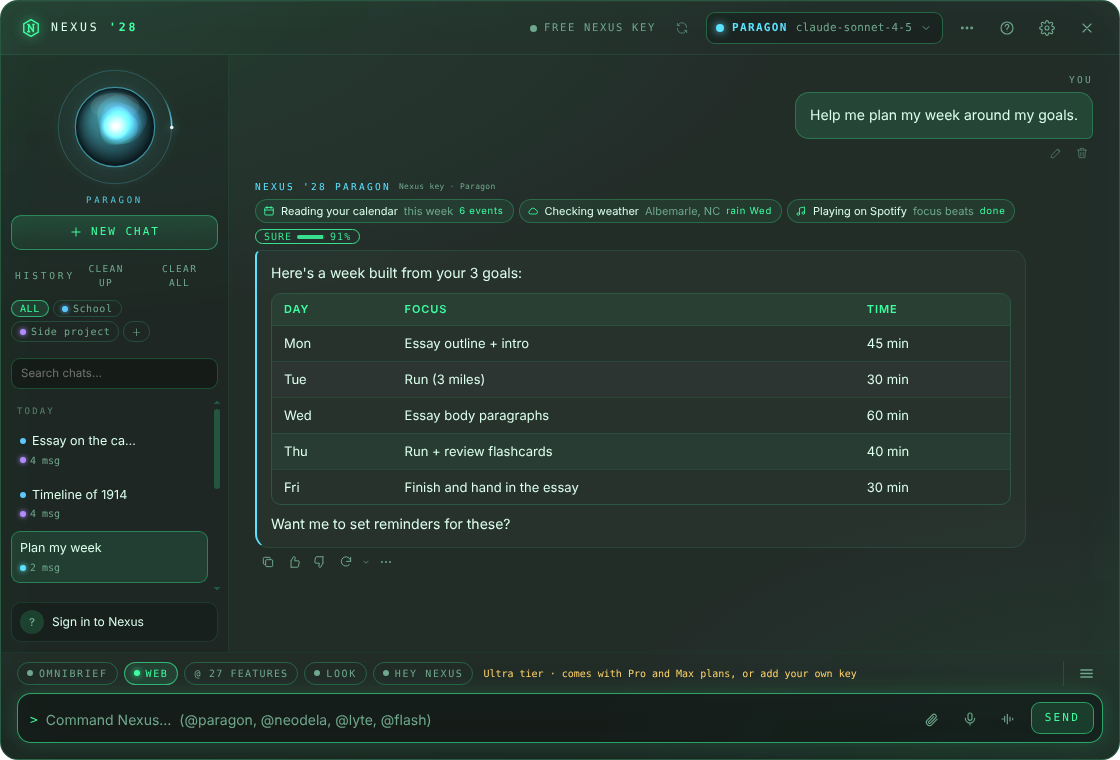 NEXUS '28
FREE NEXUS KEY
PARAGON claude-sonnet-4-5
PARAGON
+ NEW CHAT
HISTORY
CLEAN UP
CLEAR ALL
ALL
School
Side project
+
Search chats...
TODAY
Essay on the ca...
4 msg
Timeline of 1914
4 msg
Plan my week
2 msg
? Sign in to Nexus
YOU
Help me plan my week around my goals.
NEXUS '28 PARAGON Nexus key · Paragon
Reading your calendar this week 6 events
Checking weather Albemarle, NC rain Wed
Playing on Spotify focus beats done
SURE 91%
Here's a week built from your 3 goals:
DAY FOCUS TIME
Mon Essay outline + intro 45 min
Tue Run (3 miles) 30 min
Wed Essay body paragraphs 60 min
Thu Run + review flashcards 40 min
Fri Finish and hand in the essay 30 min
Want me to set reminders for these?
OMNIBRIEF
WEB
@ 27 FEATURES
LOOK
HEY NEXUS
Ultra tier · comes with Pro and Max plans, or add your own key
> Command Nexus... (@paragon, @neodela, @lyte, @flash)
SEND